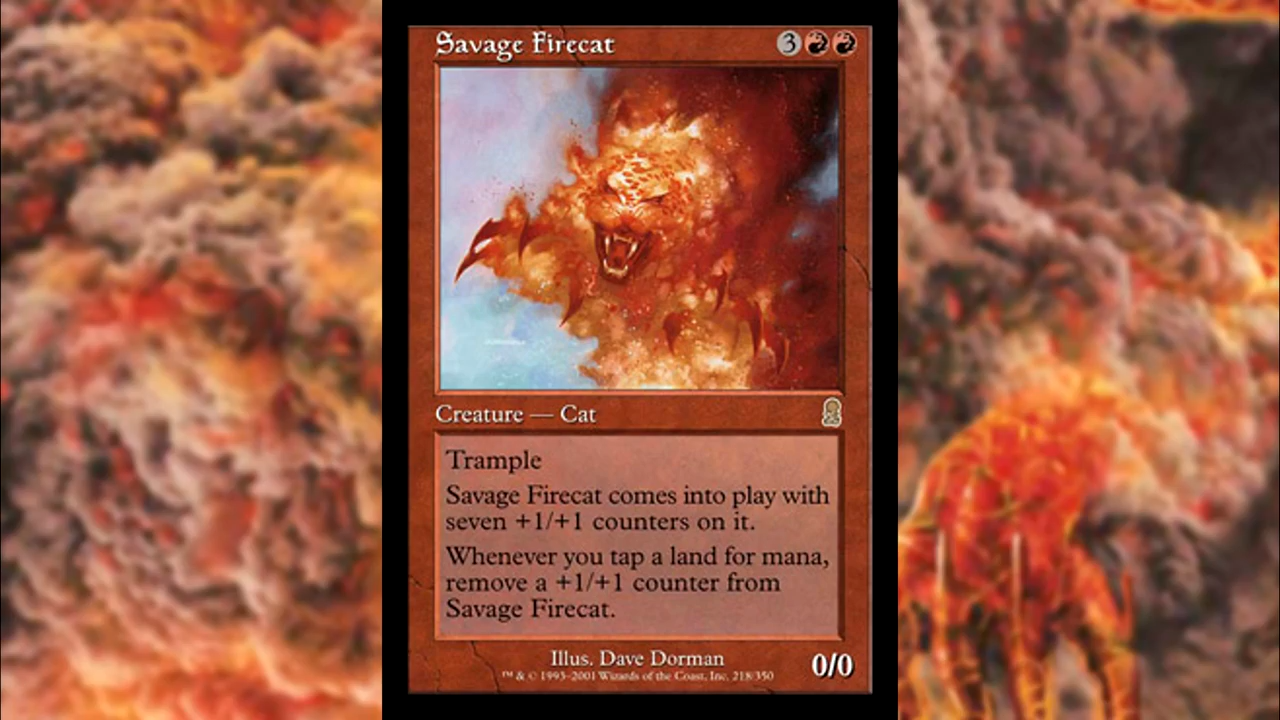 Savage Firecat 3
Creature — Cat
Trample
Savage Firecat comes into play with
seven +1/+1 counters on it.
Whenever you tap a land for mana,
remove a +1/+1 counter from
Savage Firecat.
Illus. Dave Dorman
™ & © 1993-2001 Wizards of the Coast, Inc. 218/350
0/0